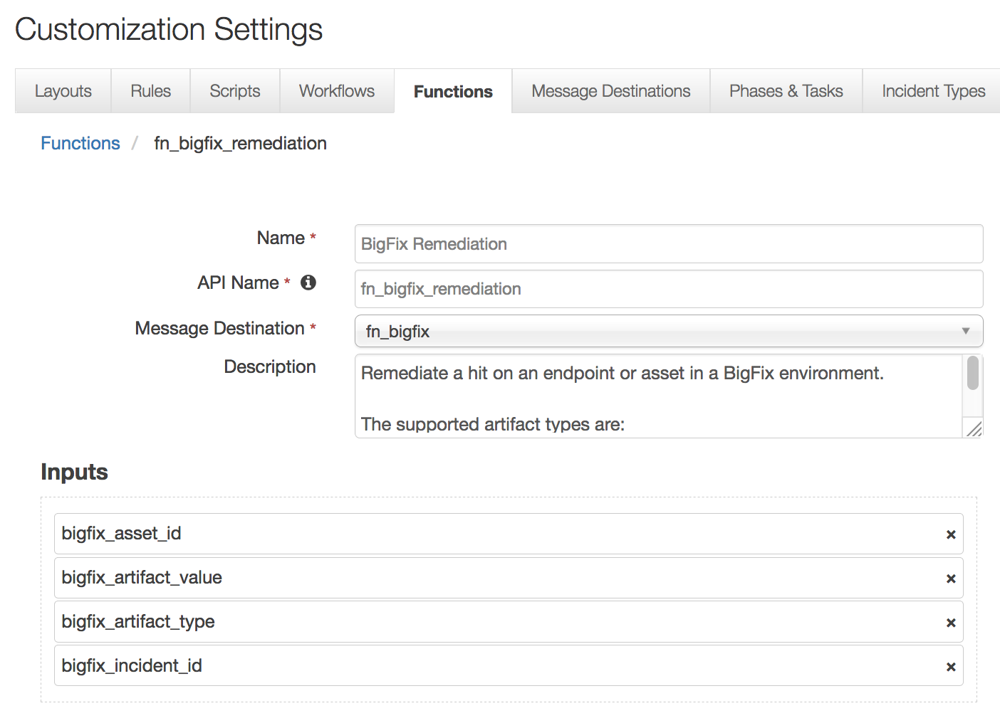 Customization Settings
Layouts
Rules
Scripts
Workflows
Functions
Message Destinations
Phases & Tasks
Incident Types
Functions / fn_bigfix_remediation
Name *
BigFix Remediation
API Name *
fn_bigfix_remediation
Message Destination *
fn_bigfix
Description
Remediate a hit on an endpoint or asset in a BigFix environment.
The supported artifact types are:
Inputs
bigfix_asset_id
bigfix_artifact_value
bigfix_artifact_type
bigfix_incident_id